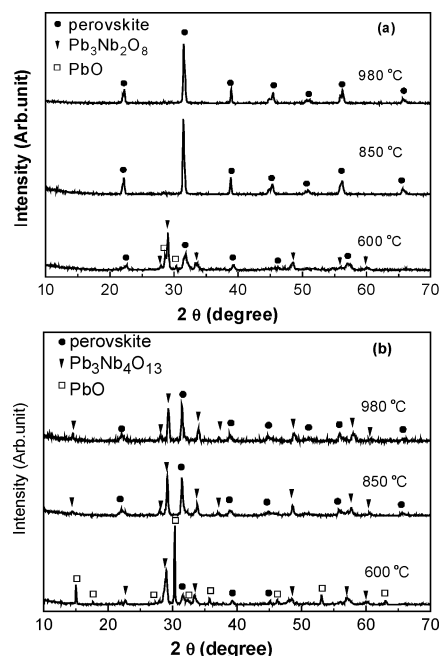 (a)
● perovskite
▼ Pb₃Nb₂O₈
□ PbO
980 °C
850 °C
600 °C
Intensity (Arb.unit)
10 20 30 40 50 60 70
2 θ (degree)
(b)
● perovskite
▼ Pb₃Nb₄O₁₃
□ PbO
980 °C
850 °C
600 °C
Intensity (Arb.unit)
10 20 30 40 50 60 70
2 θ (degree)